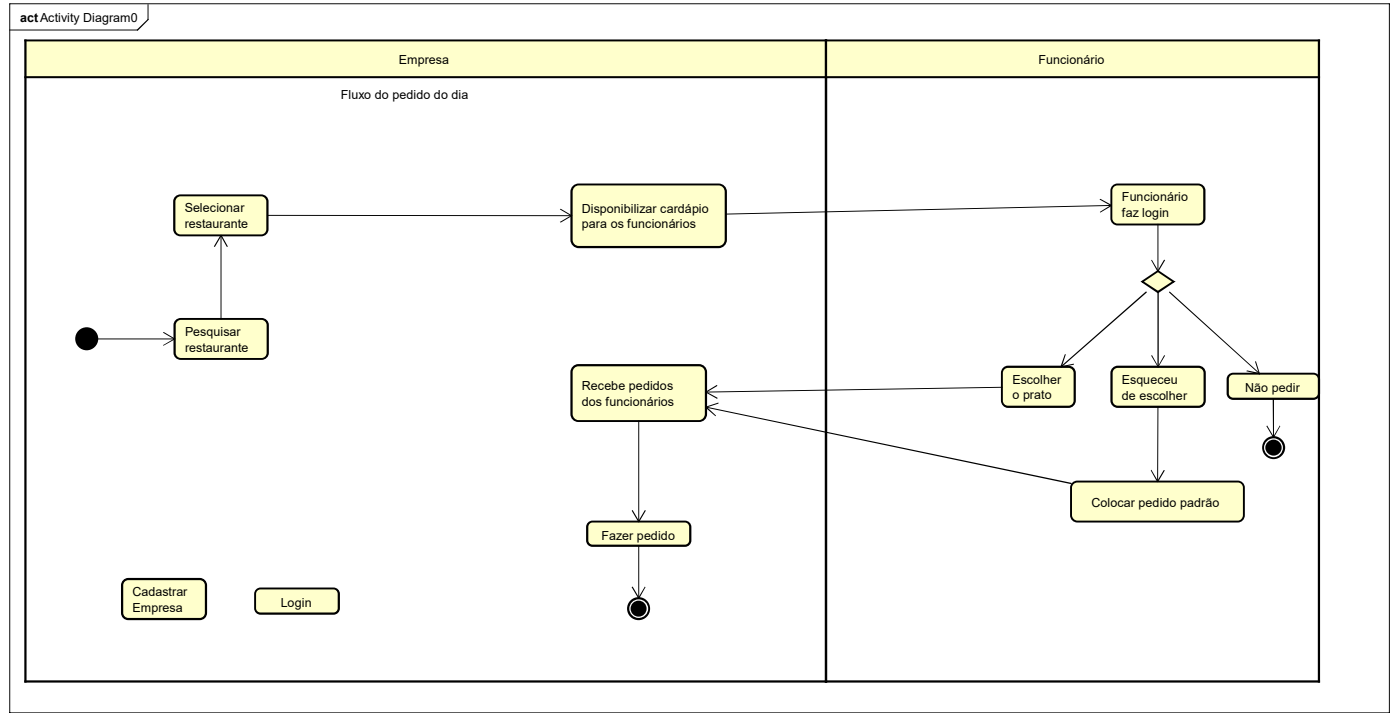 act Activity Diagram0
Empresa
Funcionário
Fluxo do pedido do dia
Selecionar
restaurante
Disponibilizar cardápio
para os funcionários
Funcionário
faz login
Pesquisar
restaurante
Recebe pedidos
dos funcionários
Escolher
o prato
Esqueceu
de escolher
Não pedir
Colocar pedido padrão
Fazer pedido
Cadastrar
Empresa
Login